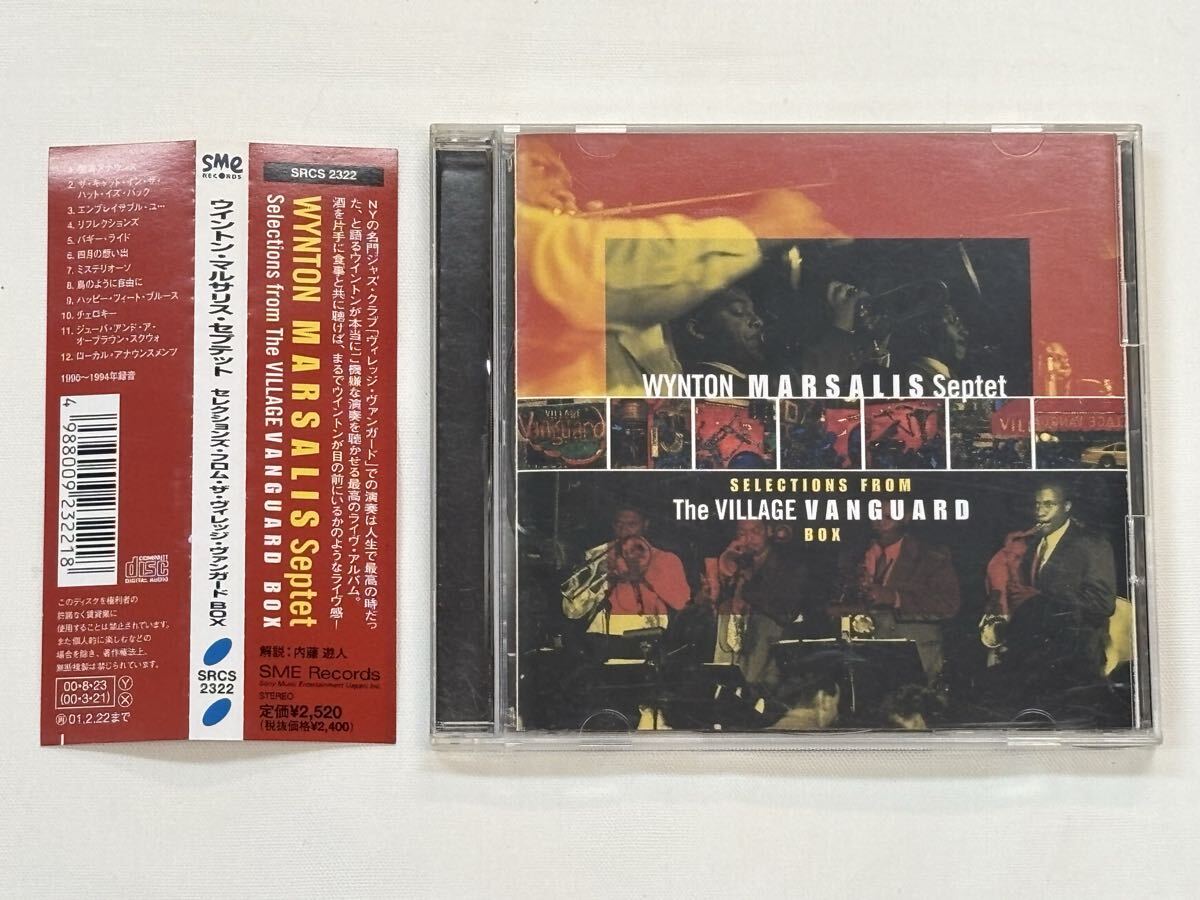 2. ザ・キャット・イン・ザ・
ハット・イズ・バック
3. エンブレイサブル・ユー
4. リフレクションズ
5. バギー・ライド
6. 四月の想い出
7. ミステリオーソ
8. 鳥のように自由に
9. ハッピー・フィート・ブルース
10. チェロキー
11. ジューバ・アンド・ア・
オーブラウン・スクウォ
12. ローカル・アナウンスメンツ
1990〜1994年録音
4 988009 232218
COMPACT
disc
DIGITAL AUDIO
このディスクを権利者の
許諾なく賃貸業に
使用することは禁止されています。
また個人的に楽しむなどの
場合を除き、著作権法上、
無断複製は禁じられています。
00・8・23 Y
(00・3・21) X
再 01.2.22まで
SME
RECORDS
ウイントン・マルサリス・セプテット セレクションズ・フロム・ザ・ヴィレッジ・ヴァンガード BOX
SRCS
2322
SRCS 2322
WYNTON MARSALIS Septet
Selections from The VILLAGE VANGUARD BOX
NYの名門ジャズ・クラブ「ヴィレッジ・ヴァンガード」での演奏は人生で最高の時だっ
た、と語るウイントンが本当にご機嫌な演奏を聴かせる最高のライヴ・アルバム。
酒を片手に食事と共に聴けば、まるでウイントンが目の前にいるかのようなライヴ感!
解説:内藤 遊人
SME Records
Sony Music Entertainment (Japan) Inc.
STEREO
定価¥2,520
(税抜価格¥2,400)
WYNTON MARSALIS Septet
VILLAGE
Vanguard
SELECTIONS FROM
The VILLAGE VANGUARD
BOX